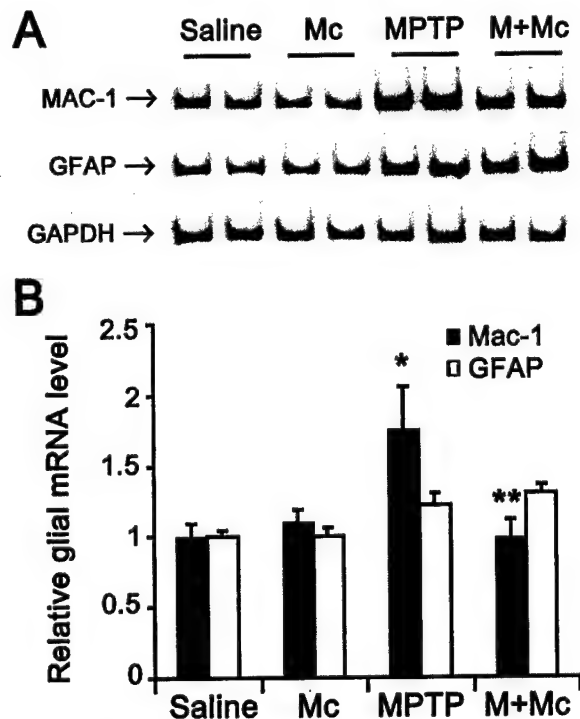 A
Saline Mc MPTP M+Mc
MAC-1 →
GFAP →
GAPDH →
B
Relative glial mRNA level
2.5
2
1.5
1
0.5
0
Mac-1
GFAP
*
**
Saline Mc MPTP M+Mc